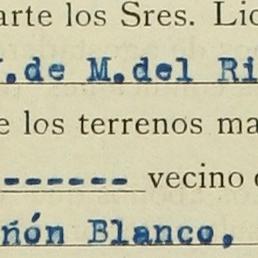 arte los Sres. Lic
V.de M.del Ri
e los terrenos ma
------- vecino
ñón Blanco,